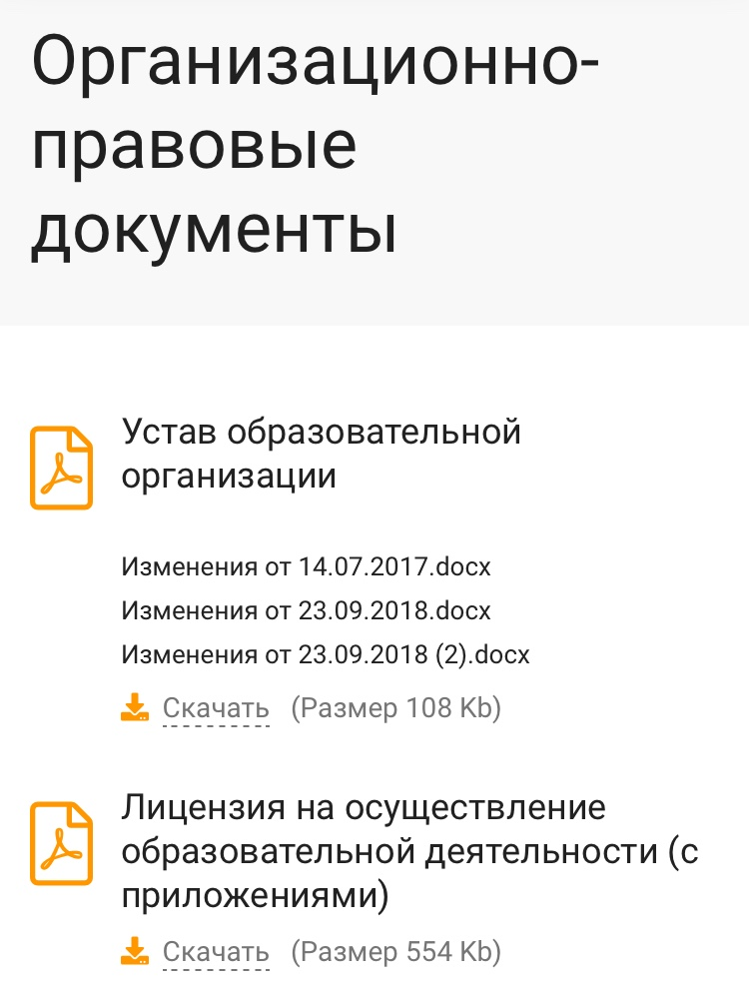 Организационно-
правовые
документы
Устав образовательной
организации
Изменения от 14.07.2017.docx
Изменения от 23.09.2018.docx
Изменения от 23.09.2018 (2).docx
Скачать (Размер 108 Kb)
Лицензия на осуществление
образовательной деятельности (с
приложениями)
Скачать (Размер 554 Kb)